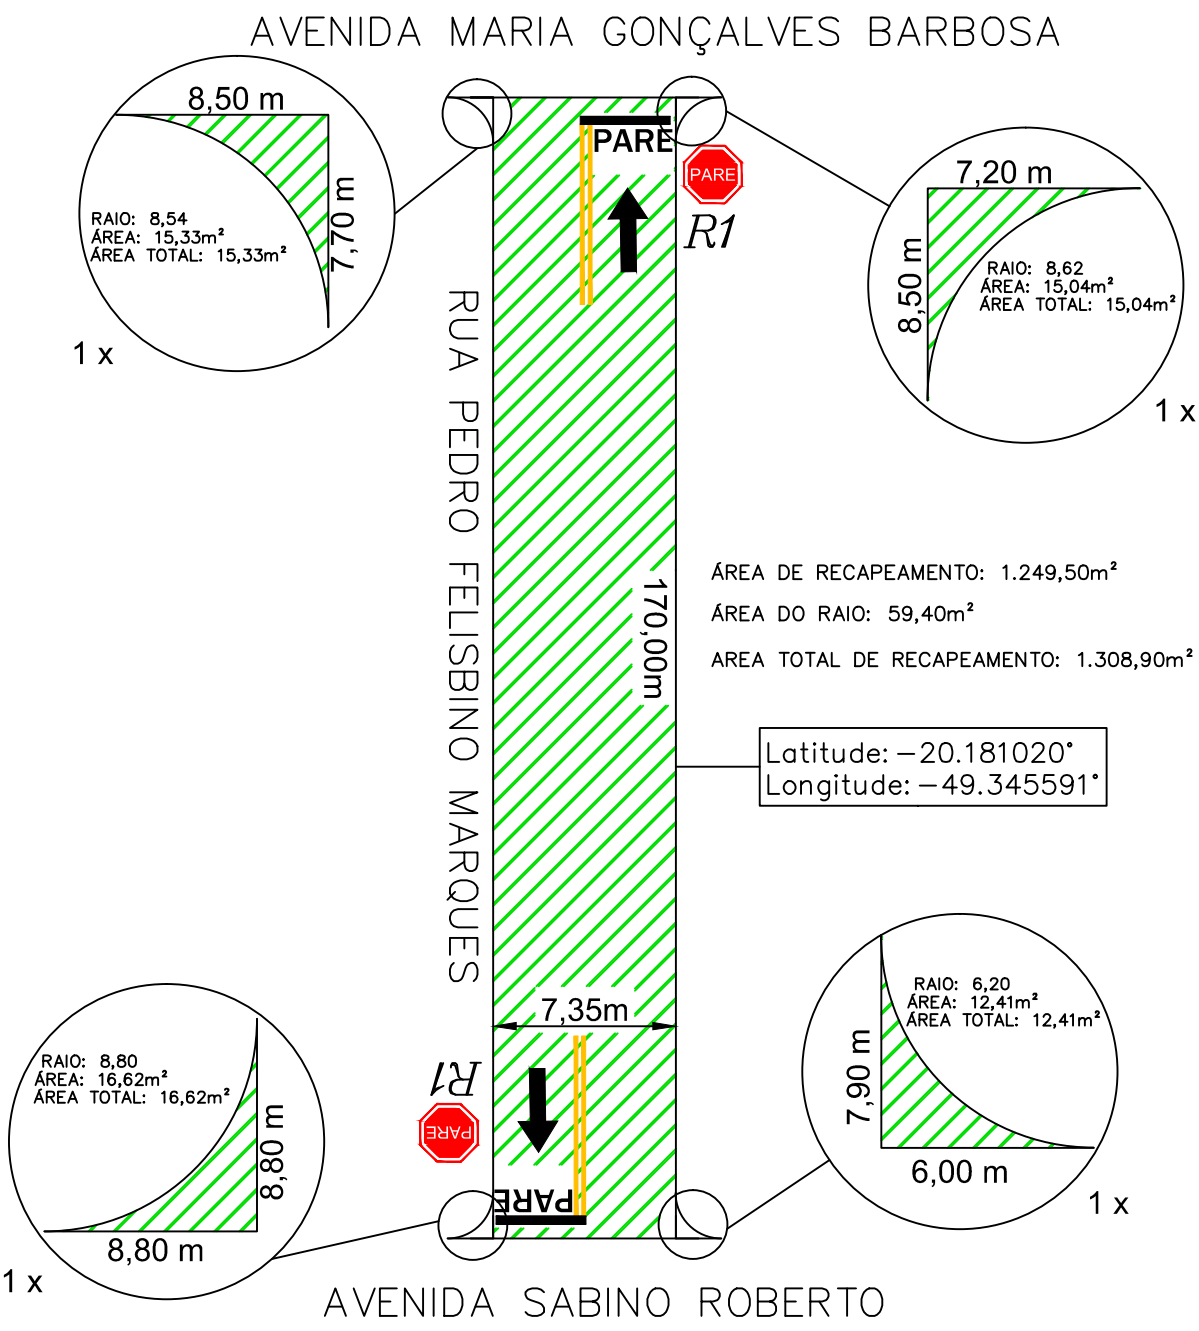 AVENIDA MARIA GONÇALVES BARBOSA
8,50 m
7,70 m
RAIO: 8,54
ÁREA: 15,33m²
ÁREA TOTAL: 15,33m²
1 x
PARE
PARE
R1
7,20 m
8,50 m
RAIO: 8,62
ÁREA: 15,04m²
ÁREA TOTAL: 15,04m²
1 x
RUA PEDRO FELISBINO MARQUES
170,00m
ÁREA DE RECAPEAMENTO: 1.249,50m²
ÁREA DO RAIO: 59,40m²
AREA TOTAL DE RECAPEAMENTO: 1.308,90m²
Latitude: -20.181020°
Longitude: -49.345591°
7,35m
RAIO: 6,20
ÁREA: 12,41m²
ÁREA TOTAL: 12,41m²
7,90 m
6,00 m
1 x
RAIO: 8,80
ÁREA: 16,62m²
ÁREA TOTAL: 16,62m²
8,80 m
8,80 m
1 x
R1
PARE
PARE
AVENIDA SABINO ROBERTO